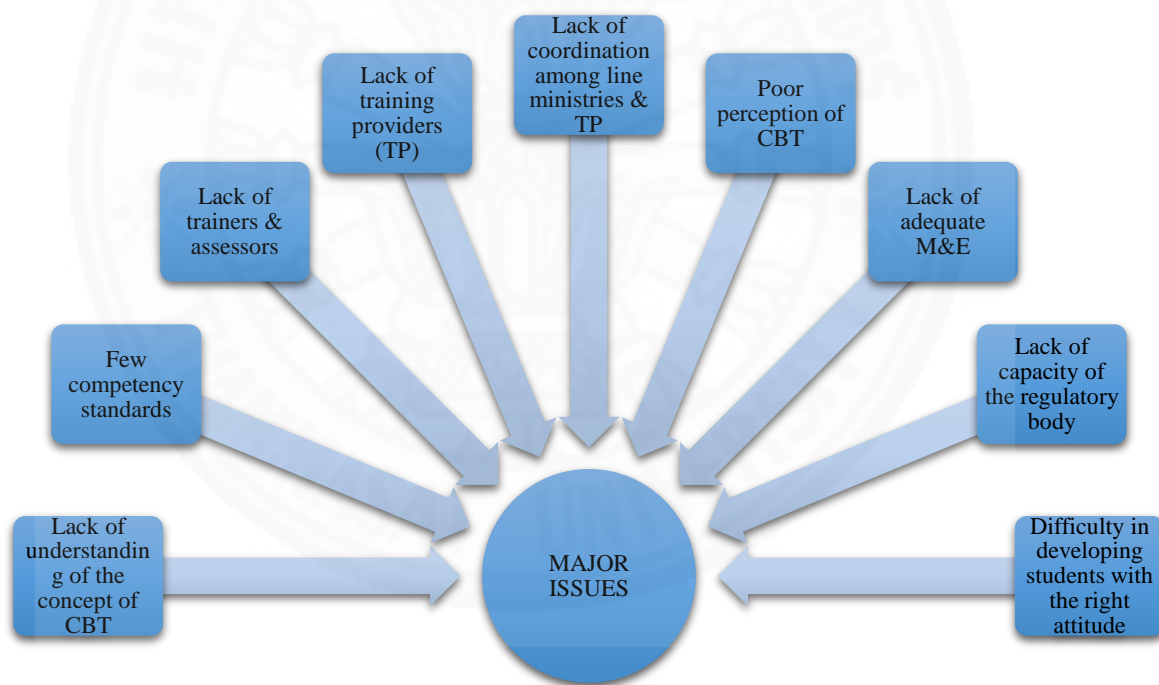 Lack of
understandin
g of the
concept of
CBT
Few
competency
standards
Lack of
trainers &
assessors
Lack of
training
providers
(TP)
Lack of
coordination
among line
ministries &
TP
Poor
perception of
CBT
Lack of
adequate
M&E
Lack of
capacity of
the regulatory
body
Difficulty in
developing
students with
the right
attitude
MAJOR
ISSUES